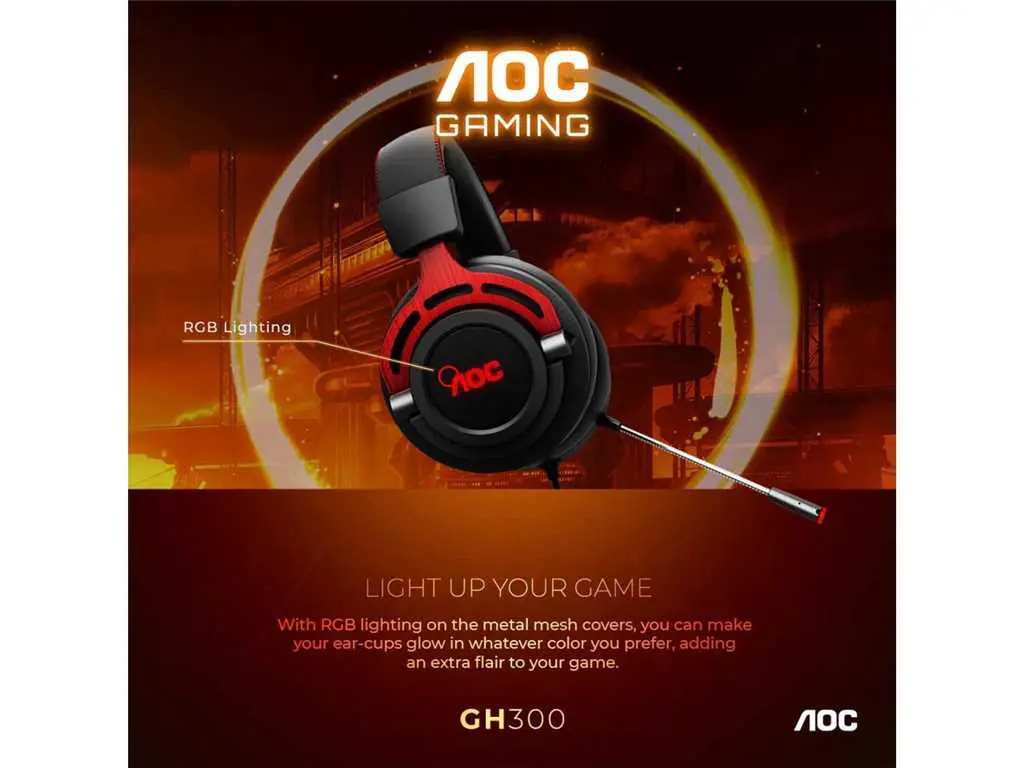 AOC
GAMING
RGB Lighting
AOC
LIGHT UP YOUR GAME
With RGB lighting on the metal mesh covers, you can make
your ear-cups glow in whatever color you prefer, adding
an extra flair to your game.
GH300
AOC